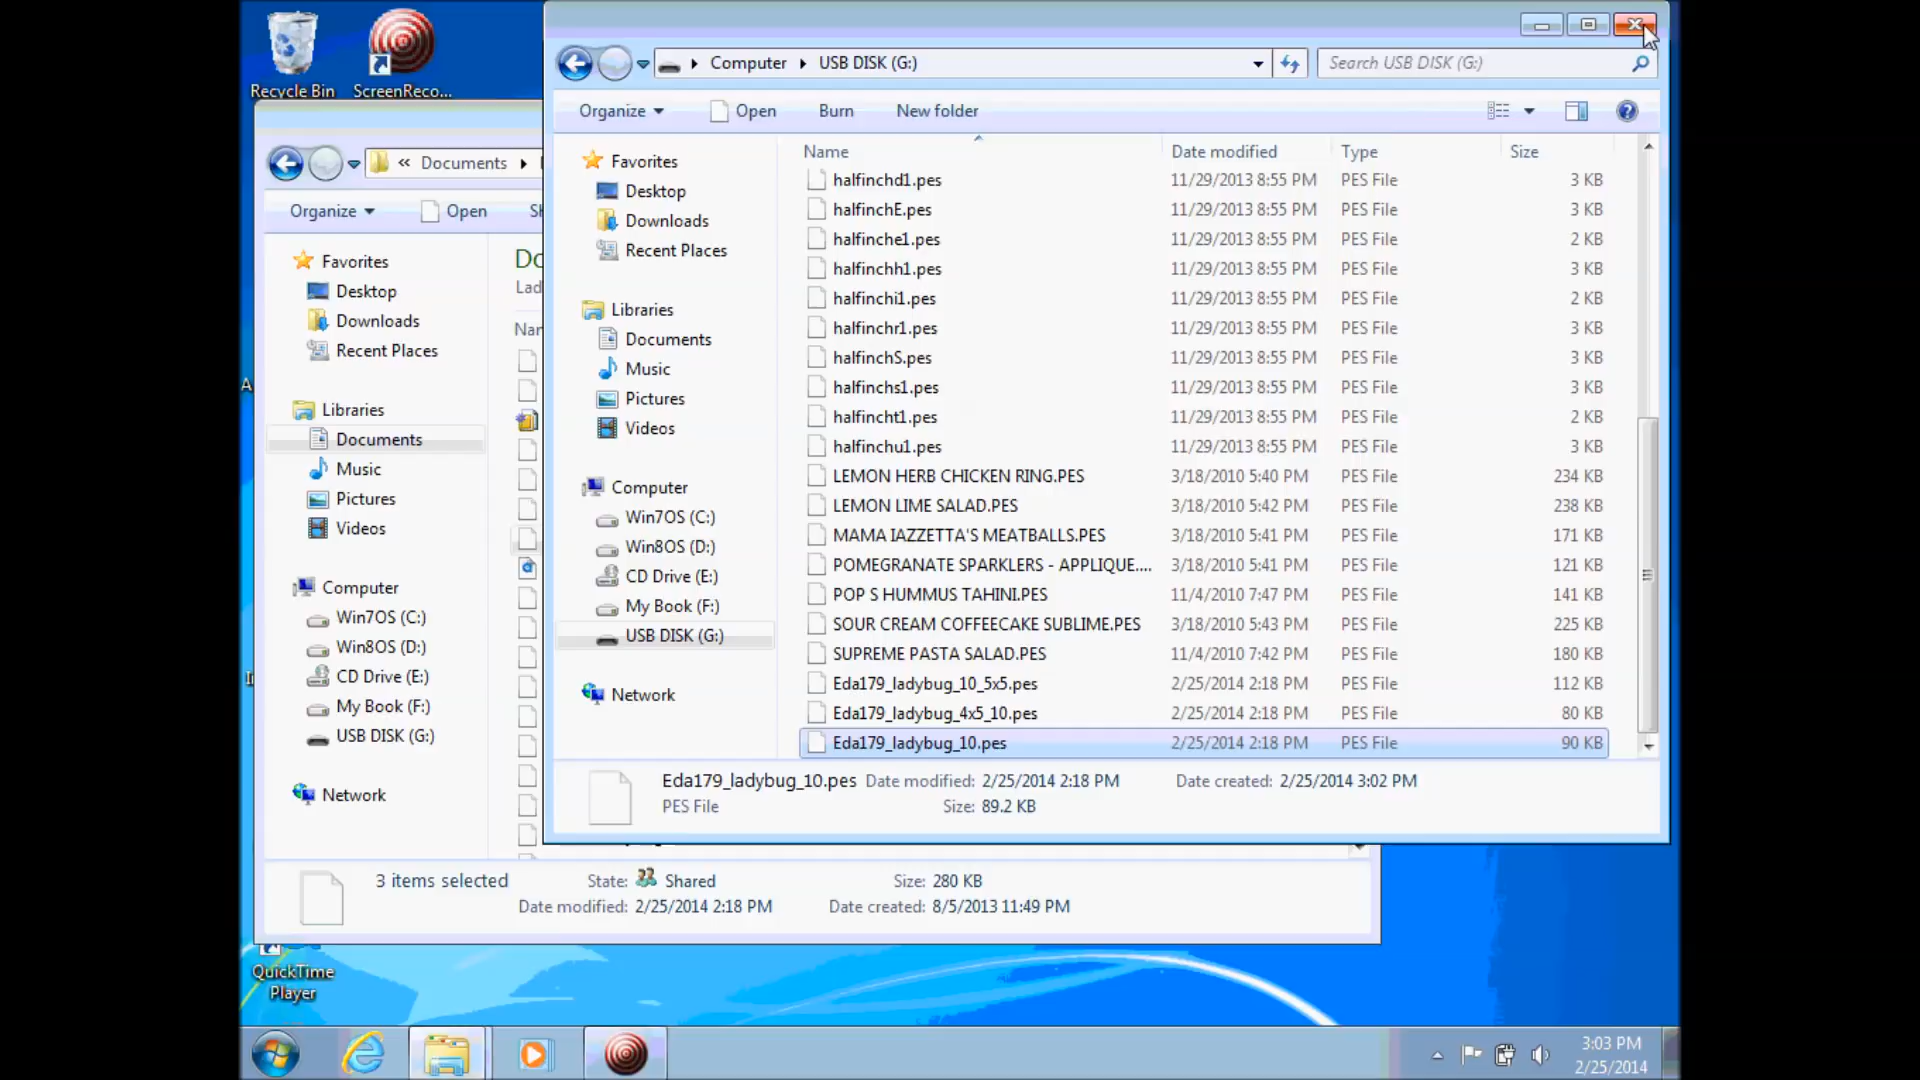 Recycle Bin
ScreenReco...
Computer
USB DISK (G:)
Search USB DISK (G:)
Organize
Open
Burn
New folder
Name
Date modified
Type
Size
Favorites
Desktop
Downloads
Recent Places
Libraries
Documents
Music
Pictures
Videos
Computer
Win7OS (C:)
Win8OS (D:)
CD Drive (E:)
My Book (F:)
USB DISK (G:)
Network
halfinchd1.pes 11/29/2013 8:55 PM PES File 3 KB
halfinchE.pes 11/29/2013 8:55 PM PES File 3 KB
halfinche1.pes 11/29/2013 8:55 PM PES File 2 KB
halfinchh1.pes 11/29/2013 8:55 PM PES File 3 KB
halfinchi1.pes 11/29/2013 8:55 PM PES File 2 KB
halfinchr1.pes 11/29/2013 8:55 PM PES File 3 KB
halfinchS.pes 11/29/2013 8:55 PM PES File 3 KB
halfinchs1.pes 11/29/2013 8:55 PM PES File 3 KB
halfincht1.pes 11/29/2013 8:55 PM PES File 2 KB
halfinchu1.pes 11/29/2013 8:55 PM PES File 3 KB
LEMON HERB CHICKEN RING.PES 3/18/2010 5:40 PM PES File 234 KB
LEMON LIME SALAD.PES 3/18/2010 5:42 PM PES File 238 KB
MAMA IAZZETTA'S MEATBALLS.PES 3/18/2010 5:41 PM PES File 171 KB
POMEGRANATE SPARKLERS - APPLIQUE.... 3/18/2010 5:41 PM PES File 121 KB
POP S HUMMUS TAHINI.PES 11/4/2010 7:47 PM PES File 141 KB
SOUR CREAM COFFEECAKE SUBLIME.PES 3/18/2010 5:43 PM PES File 225 KB
SUPREME PASTA SALAD.PES 11/4/2010 7:42 PM PES File 180 KB
Eda179_ladybug_10_5x5.pes 2/25/2014 2:18 PM PES File 112 KB
Eda179_ladybug_4x5_10.pes 2/25/2014 2:18 PM PES File 80 KB
Eda179_ladybug_10.pes 2/25/2014 2:18 PM PES File 90 KB
Eda179_ladybug_10.pes Date modified: 2/25/2014 2:18 PM Date created: 2/25/2014 3:02 PM
PES File Size: 89.2 KB
« Documents
Organize
Open
Sh
Favorites
Desktop
Downloads
Recent Places
Libraries
Documents
Music
Pictures
Videos
Computer
Win7OS (C:)
Win8OS (D:)
CD Drive (E:)
My Book (F:)
USB DISK (G:)
Network
Do
Lad
Nar
3 items selected State: Shared Size: 280 KB
Date modified: 2/25/2014 2:18 PM Date created: 8/5/2013 11:49 PM
A
QuickTime
Player
3:03 PM
2/25/2014